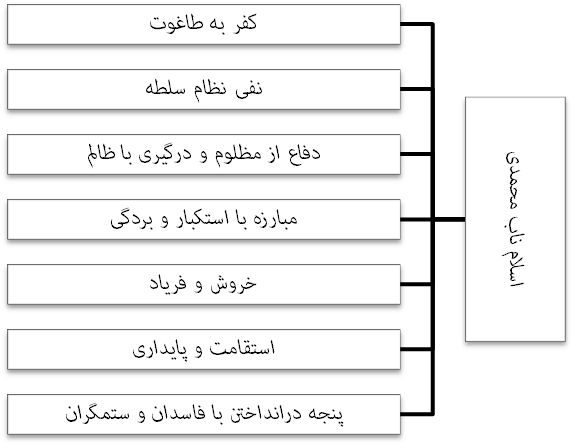 اسلام ناب محمدی
کفر به طاغوت
نفی نظام سلطه
دفاع از مظلوم و درگیری با ظالم
مبارزه با استکبار و بردگی
خروش و فریاد
استقامت و پایداری
پنجه درانداختن با فاسدان و ستمگران